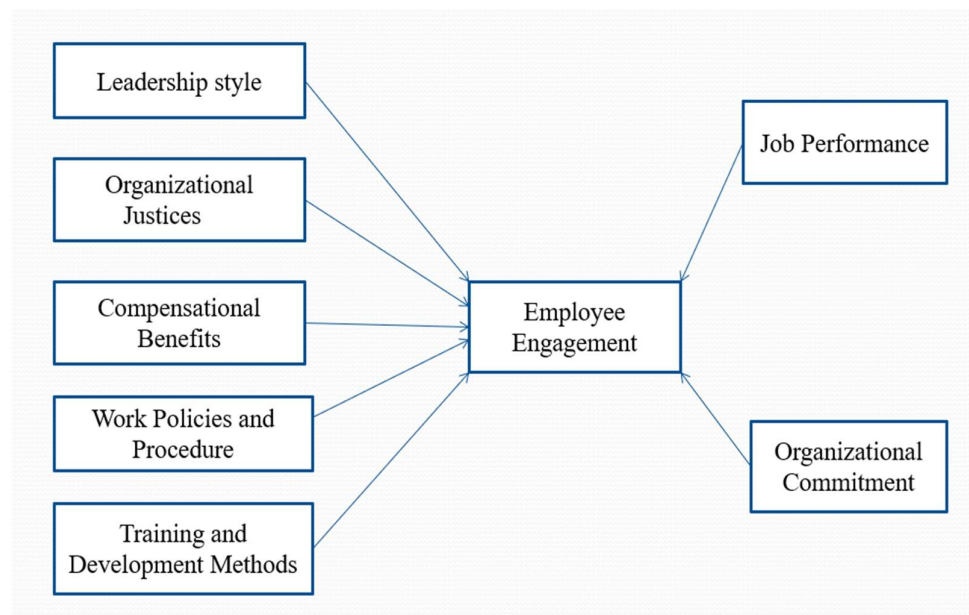 Leadership style
Organizational
Justices
Compensational
Benefits
Work Policies and
Procedure
Training and
Development Methods
Employee
Engagement
Job Performance
Organizational
Commitment